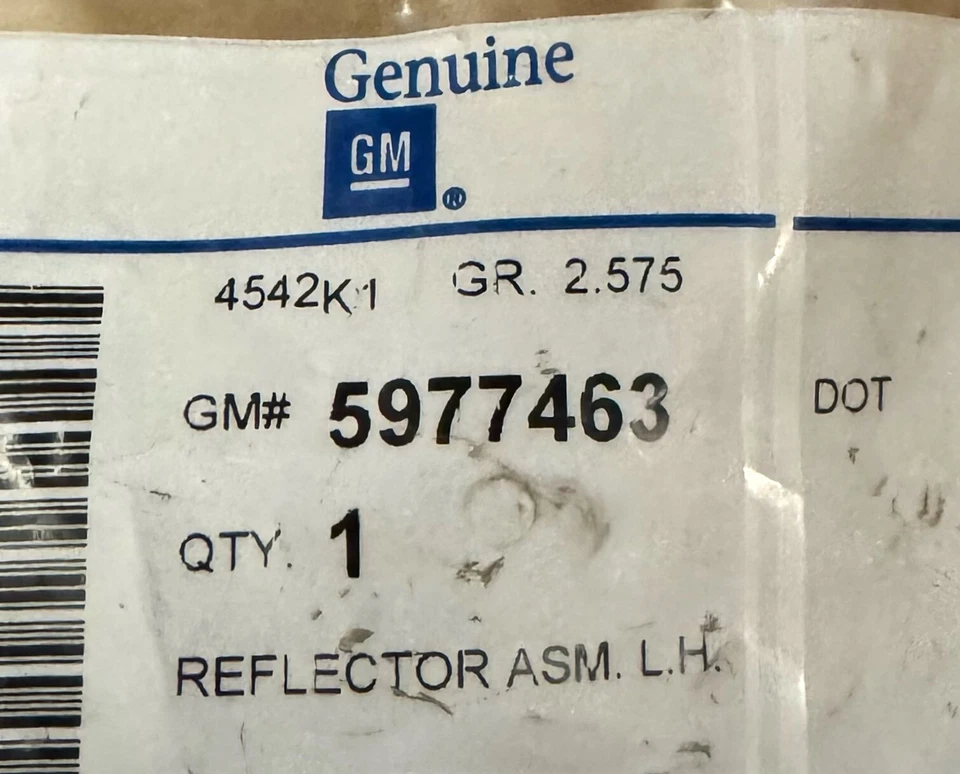 Genuine
GM
®
4542K1 GR. 2.575
GM# 5977463 DOT
QTY. 1
REFLECTOR ASM. L.H.